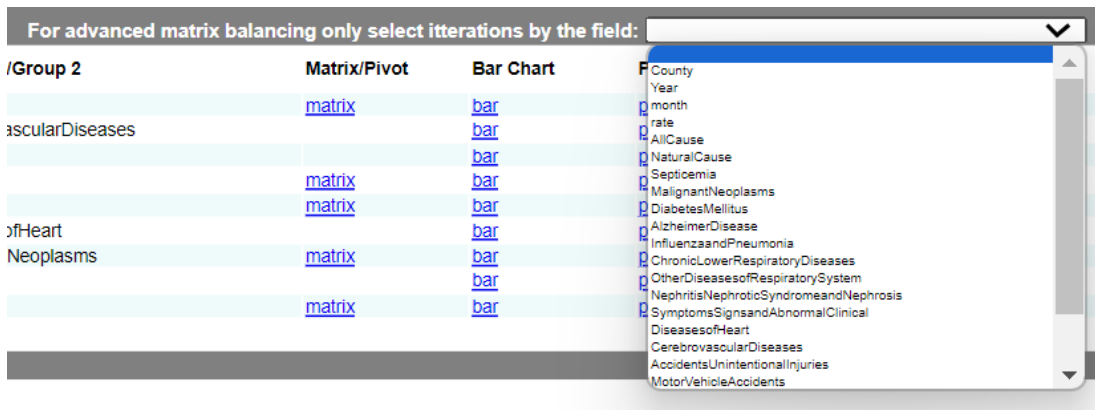 For advanced matrix balancing only select itterations by the field:
/Group 2 Matrix/Pivot Bar Chart
matrix bar
ascularDiseases bar
bar
matrix bar
matrix bar
ofHeart bar
Neoplasms matrix bar
bar
matrix bar
County
Year
month
rate
AllCause
NaturalCause
Septicemia
MalignantNeoplasms
DiabetesMellitus
AlzheimerDisease
InfluenzaandPneumonia
ChronicLowerRespiratoryDiseases
OtherDiseasesofRespiratorySystem
NephritisNephroticSyndromeandNephrosis
SymptomsSignsandAbnormalClinical
DiseasesofHeart
CerebrovascularDiseases
AccidentsUnintentionalInjuries
MotorVehicleAccidents